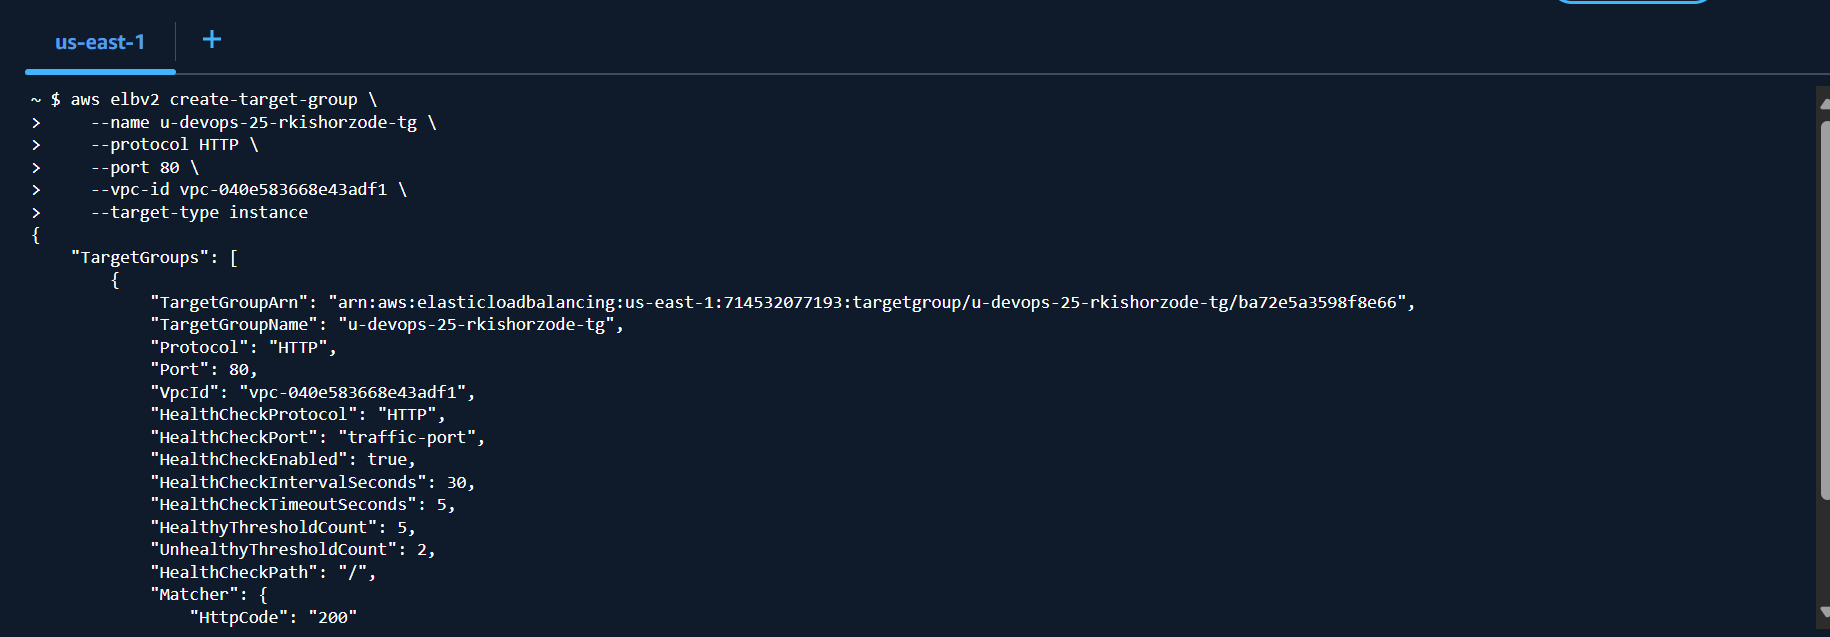 us-east-1 +
~ $ aws elbv2 create-target-group \
>     --name u-devops-25-rkishorzode-tg \
>     --protocol HTTP \
>     --port 80 \
>     --vpc-id vpc-040e583668e43adf1 \
>     --target-type instance
{
    "TargetGroups": [
        {
            "TargetGroupArn": "arn:aws:elasticloadbalancing:us-east-1:714532077193:targetgroup/u-devops-25-rkishorzode-tg/ba72e5a3598f8e66",
            "TargetGroupName": "u-devops-25-rkishorzode-tg",
            "Protocol": "HTTP",
            "Port": 80,
            "VpcId": "vpc-040e583668e43adf1",
            "HealthCheckProtocol": "HTTP",
            "HealthCheckPort": "traffic-port",
            "HealthCheckEnabled": true,
            "HealthCheckIntervalSeconds": 30,
            "HealthCheckTimeoutSeconds": 5,
            "HealthyThresholdCount": 5,
            "UnhealthyThresholdCount": 2,
            "HealthCheckPath": "/",
            "Matcher": {
                "HttpCode": "200"